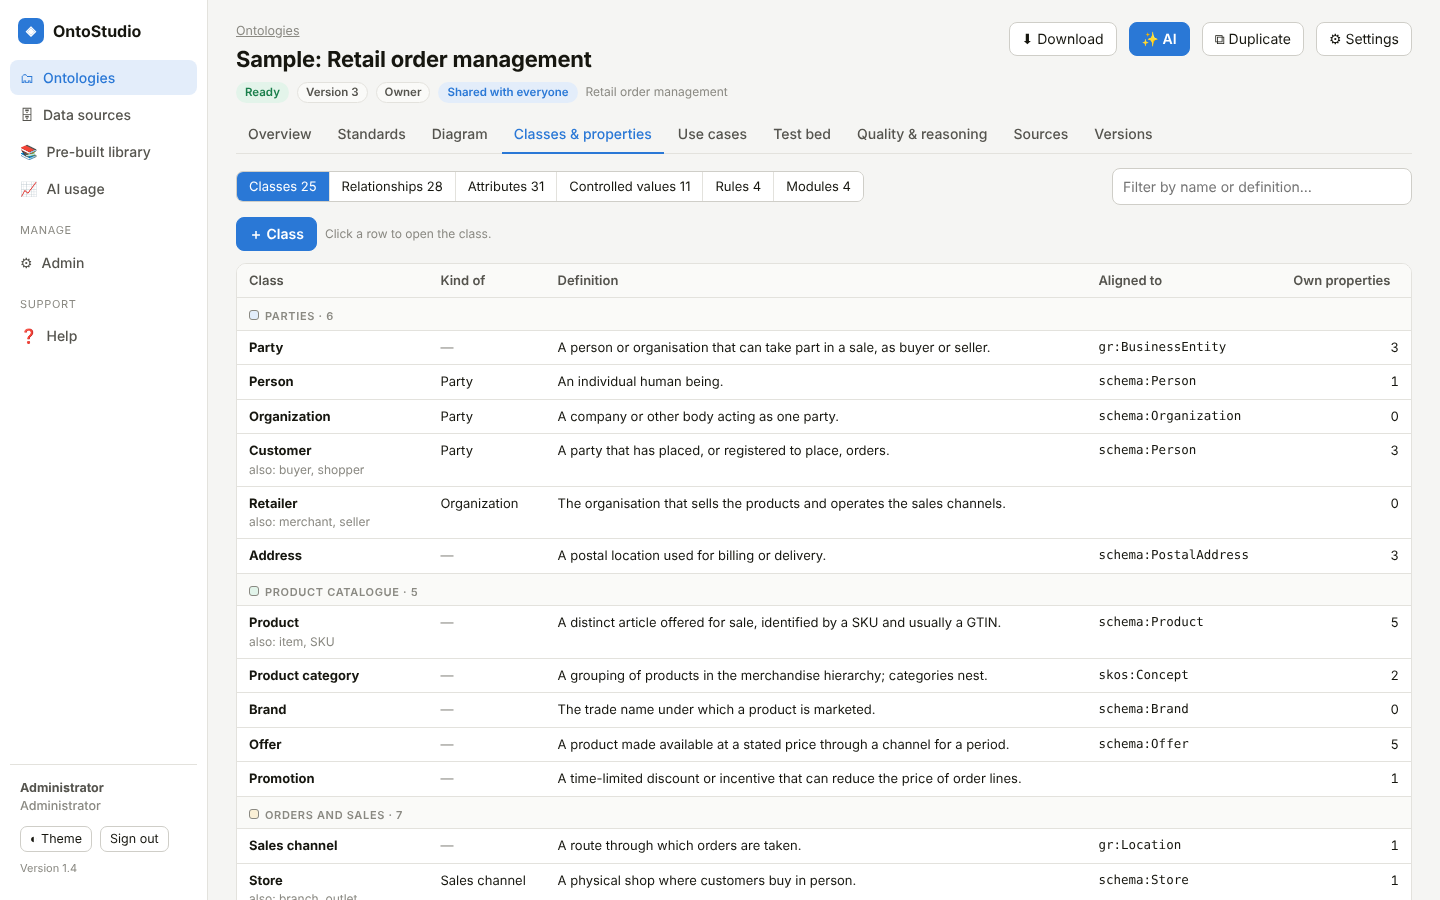 OntoStudio
Ontologies
Data sources
Pre-built library
AI usage
MANAGE
Admin
SUPPORT
Help
Administrator
Administrator
Theme
Sign out
Version 1.4
Ontologies
Sample: Retail order management
Ready
Version 3
Owner
Shared with everyone
Retail order management
Download
AI
Duplicate
Settings
Overview
Standards
Diagram
Classes & properties
Use cases
Test bed
Quality & reasoning
Sources
Versions
Classes 25
Relationships 28
Attributes 31
Controlled values 11
Rules 4
Modules 4
Filter by name or definition...
+ Class
Click a row to open the class.
Class Kind of Definition Aligned to Own properties
PARTIES · 6
Party — A person or organisation that can take part in a sale, as buyer or seller. gr:BusinessEntity 3
Person Party An individual human being. schema:Person 1
Organization Party A company or other body acting as one party. schema:Organization 0
Customer Party A party that has placed, or registered to place, orders. schema:Person 3
also: buyer, shopper
Retailer Organization The organisation that sells the products and operates the sales channels. 0
also: merchant, seller
Address — A postal location used for billing or delivery. schema:PostalAddress 3
PRODUCT CATALOGUE · 5
Product — A distinct article offered for sale, identified by a SKU and usually a GTIN. schema:Product 5
also: item, SKU
Product category — A grouping of products in the merchandise hierarchy; categories nest. skos:Concept 2
Brand — The trade name under which a product is marketed. schema:Brand 0
Offer — A product made available at a stated price through a channel for a period. schema:Offer 5
Promotion — A time-limited discount or incentive that can reduce the price of order lines. 1
ORDERS AND SALES · 7
Sales channel — A route through which orders are taken. gr:Location 1
Store Sales channel A physical shop where customers buy in person. schema:Store 1
also: branch, outlet